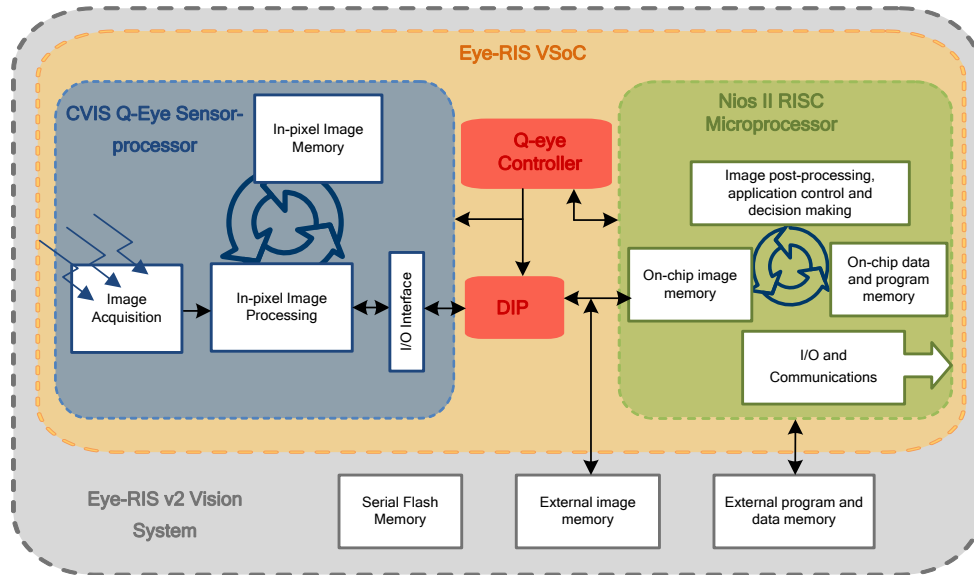 Eye-RIS VSoC
CVIS Q-Eye Sensor-
processor
In-pixel Image
Memory
Image
Acquisition
In-pixel Image
Processing
I/O Interface
Q-eye
Controller
DIP
Nios II RISC
Microprocessor
Image post-processing,
application control and
decision making
On-chip image
memory
On-chip data
and program
memory
I/O and
Communications
Eye-RIS v2 Vision
System
Serial Flash
Memory
External image
memory
External program and
data memory